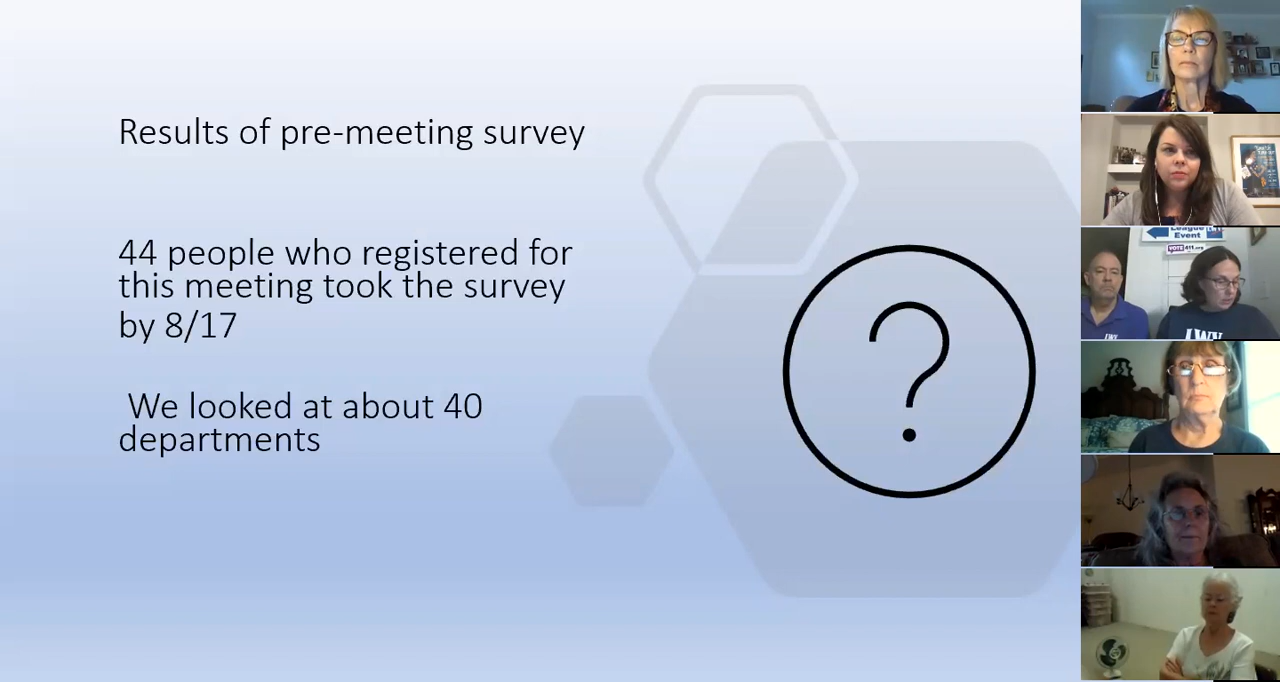 Results of pre-meeting survey
44 people who registered for
this meeting took the survey
by 8/17
We looked at about 40
departments
?
League
Event
VOTE411.org
LWV